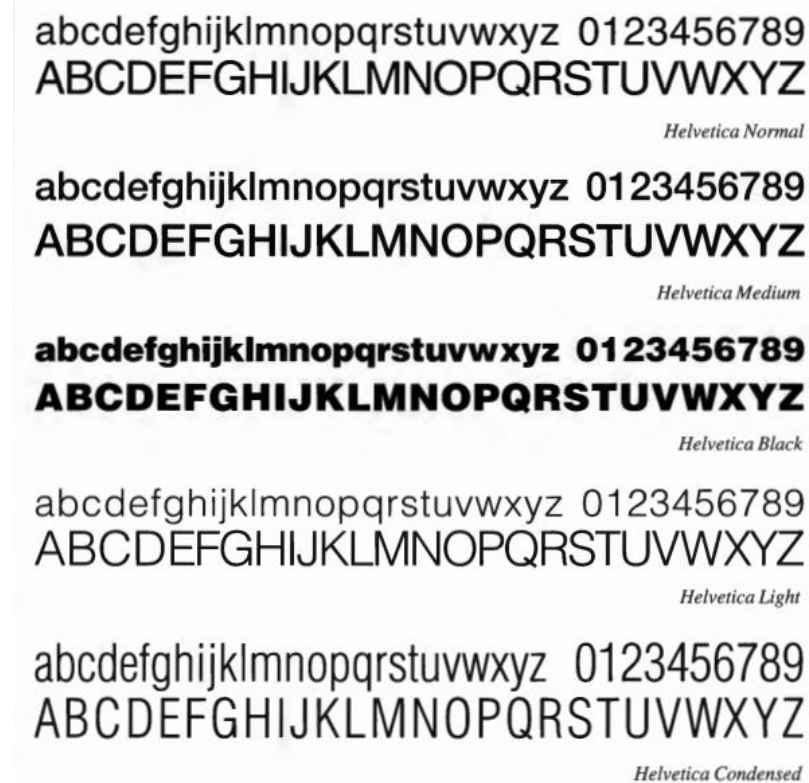 abcdefghijklmnopqrstuvwxyz 0123456789
ABCDEFGHIJKLMNOPQRSTUVWXYZ
Helvetica Normal
abcdefghijklmnopqrstuvwxyz 0123456789
ABCDEFGHIJKLMNOPQRSTUVWXYZ
Helvetica Medium
abcdefghijklmnopqrstuvwxyz 0123456789
ABCDEFGHIJKLMNOPQRSTUVWXYZ
Helvetica Black
abcdefghijklmnopqrstuvwxyz 0123456789
ABCDEFGHIJKLMNOPQRSTUVWXYZ
Helvetica Light
abcdefghijklmnopqrstuvwxyz 0123456789
ABCDEFGHIJKLMNOPQRSTUVWXYZ
Helvetica Condensed